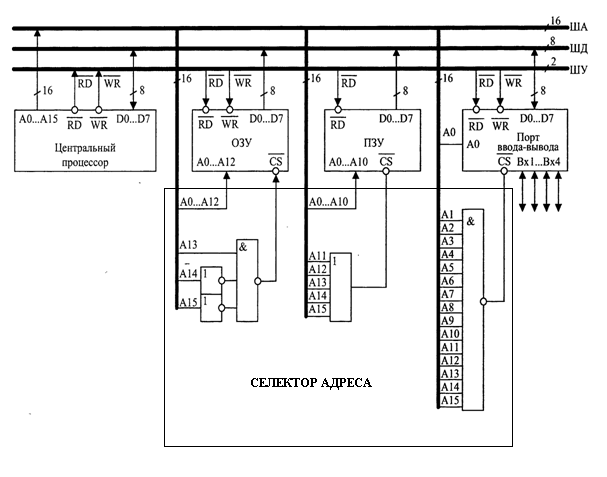 16 ША
8 ШД
2 ШУ
16 RD WR 8 16 RD WR 8 16 RD 8 16 RD WR 8
A0...A15 RD WR D0...D7
Центральный
процессор
RD WR D0...D7
ОЗУ
A0...A12 CS
RD D0...D7
ПЗУ
A0...A10 CS
A0
RD WR D0...D7
A0 Порт
ввода-вывода
CS
Вх1...Вх4
A0...A12
A13
A14
A15
&
1
1
A0...A10
A11
A12
A13
A14
A15
1
A1
A2
A3
A4
A5
A6
A7
A8
A9
A10
A11
A12
A13
A14
A15
&
СЕЛЕКТОР АДРЕСА